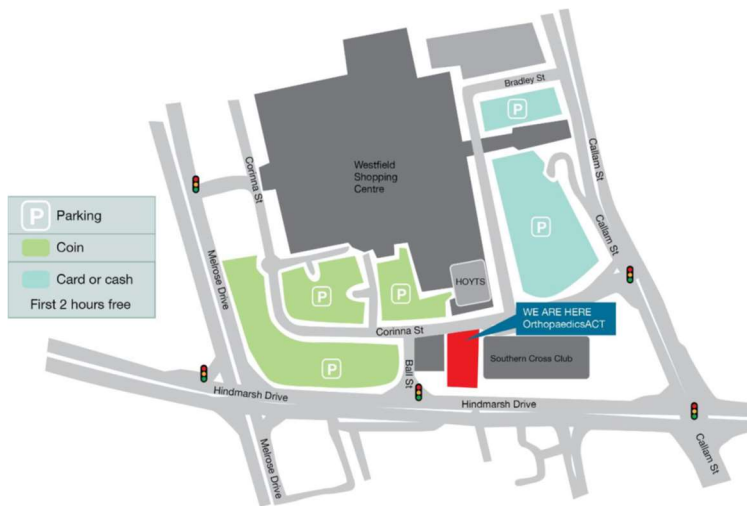 Bradley St
P
Callam St
Corinna St
Westfield
Shopping
Centre
P
Parking
Coin
Card or cash
First 2 hours free
Melrose Drive
P
Callam St
HOYTS
P
P
WE ARE HERE
OrthopaedicsACT
Corinna St
Ball St
Southern Cross Club
P
Hindmarsh Drive
Hindmarsh Drive
Melrose Drive
Callam St